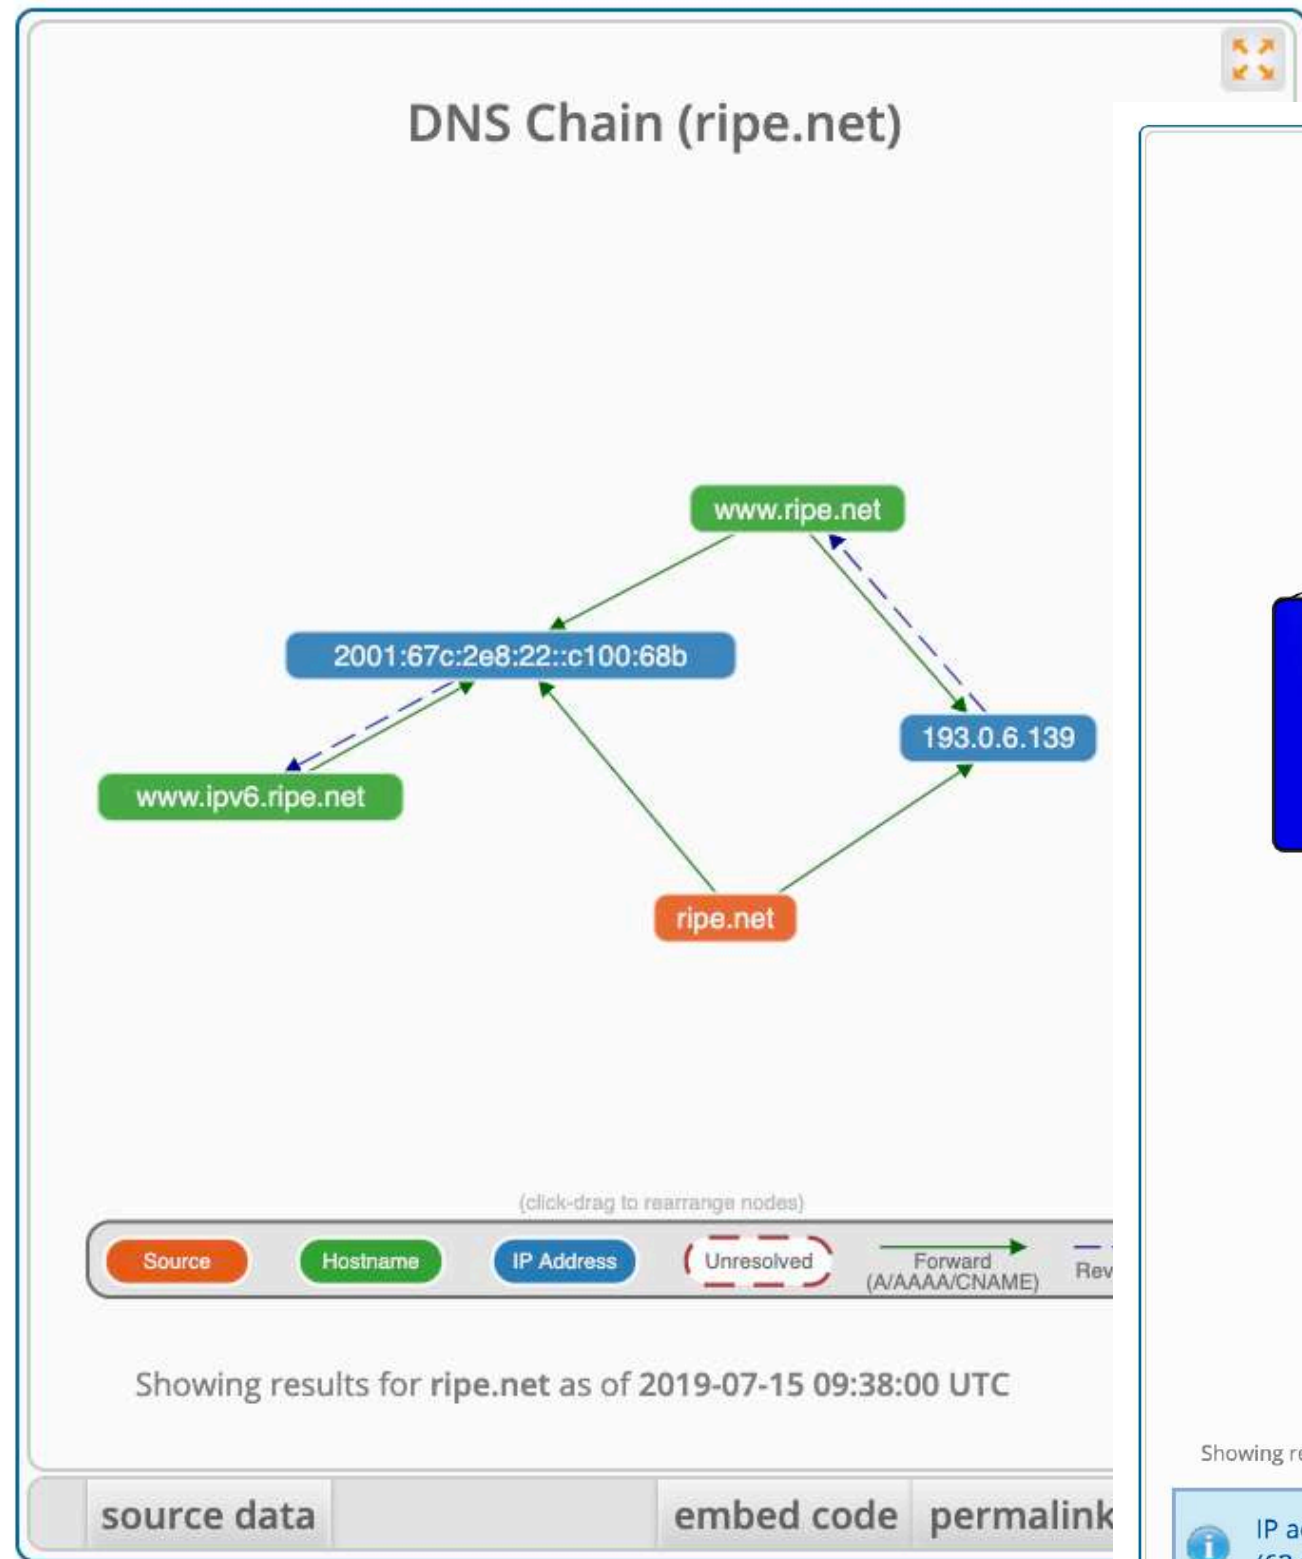 DNS Chain (ripe.net)
www.ripe.net
2001:67c:2e8:22::c100:68b
193.0.6.139
www.ipv6.ripe.net
ripe.net
(click-drag to rearrange nodes)
Source Hostname IP Address Unresolved Forward
(A/AAAA/CNAME)
Showing results for ripe.net as of 2019-07-15 09:38:00 UTC
source data embed code permalink
Showing
IP